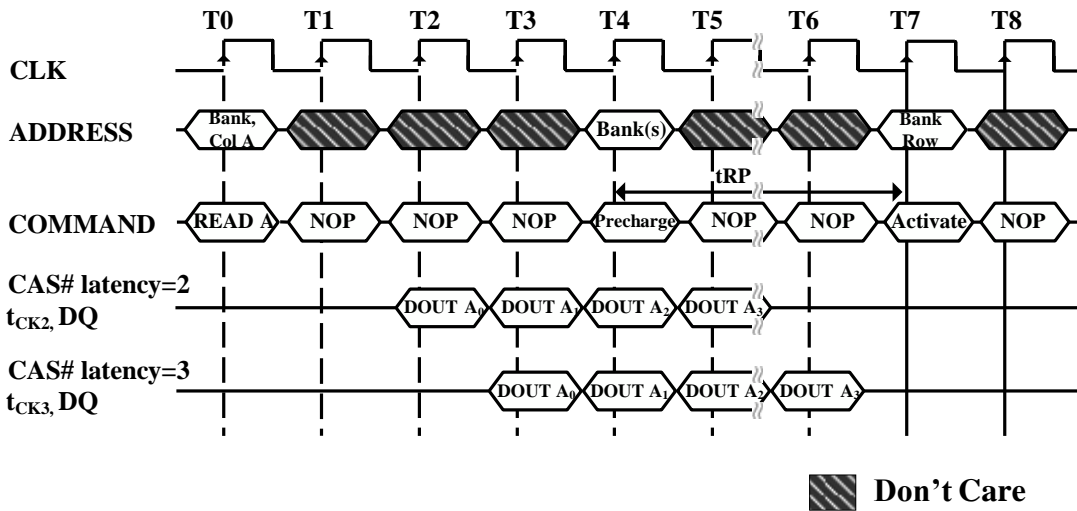 T0 T1 T2 T3 T4 T5 T6 T7 T8
CLK
ADDRESS
Bank,
Col A
Bank(s)
Bank
Row
tRP
COMMAND
READ A NOP NOP NOP Precharge NOP NOP Activate NOP
CAS# latency=2
tCK2, DQ
DOUT A0 DOUT A1 DOUT A2 DOUT A3
CAS# latency=3
tCK3, DQ
DOUT A0 DOUT A1 DOUT A2 DOUT A3
Don't Care